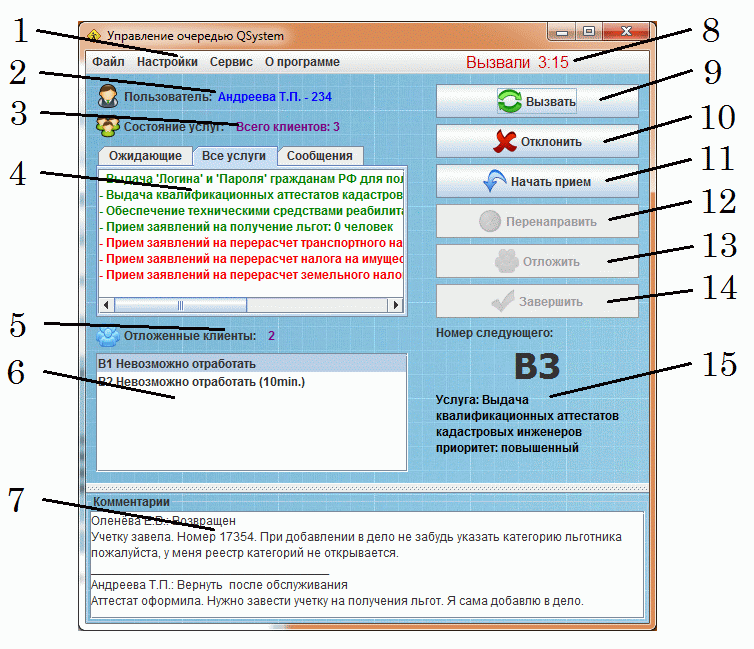 Управление очередью QSystem
Файл Настройки Сервис О программе
Вызвали 3:15
Пользователь: Андреева Т.П. - 234
Состояние услуг: Всего клиентов: 3
Ожидающие Все услуги Сообщения
- Выдача 'Логина' и 'Пароля' гражданам РФ для пол
- Выдача квалификационных аттестатов кадастров
- Обеспечение техническими средствами реабилита
- Прием заявлений на получение льгот: 0 человек
- Прием заявлений на перерасчет транспортного на
- Прием заявлений на перерасчет налога на имущес
- Прием заявлений на перерасчет земельного нало
Отложенные клиенты: 2
В1 Невозможно отработать
В2 Невозможно отработать (10min.)
Вызвать
Отклонить
Начать прием
Перенаправить
Отложить
Завершить
Номер следующего:
В3
Услуга: Выдача
квалификационных аттестатов
кадастровых инженеров
приоритет: повышенный
Комментарии
Оленева Е.В.: Возвращен
Учетку завела. Номер 17354. При добавлении в дело не забудь указать категорию льготника
пожалуйста, у меня реестр категорий не открывается.
Андреева Т.П.: Вернуть после обслуживания
Аттестат оформила. Нужно завести учетку на получения льгот. Я сама добавлю в дело.
1
2
3
4
5
6
7
8
9
10
11
12
13
14
15